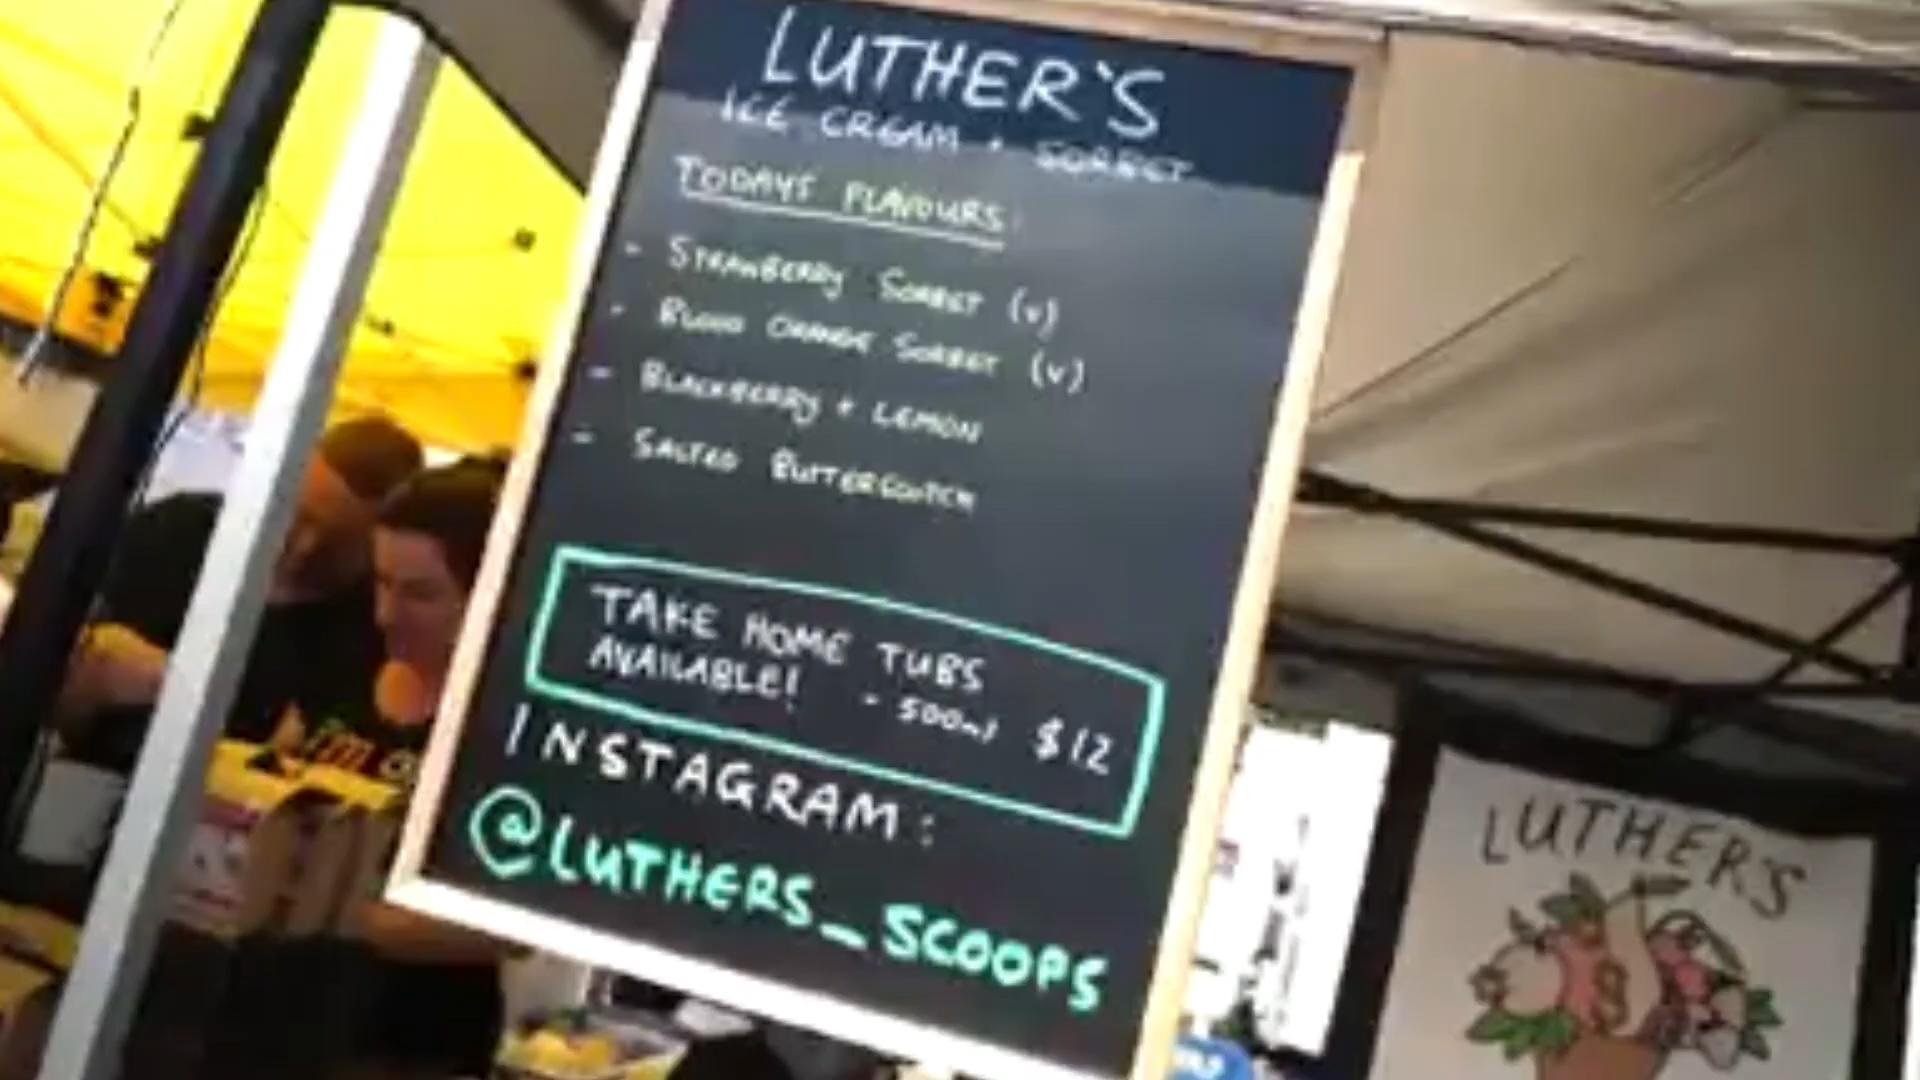 LUTHER'S
ICE CREAM + SORBET
TODAYS FLAVOURS:
- STRAWBERRY SORBET (v)
- BLOOD ORANGE SORBET (v)
- BLACKBERRY + LEMON
- SALTED BUTTERSCOTCH
TAKE HOME TUBS
AVAILABLE! - 500ml $12
INSTAGRAM:
@LUTHERS_SCOOPS
LUTHER'S
I'm